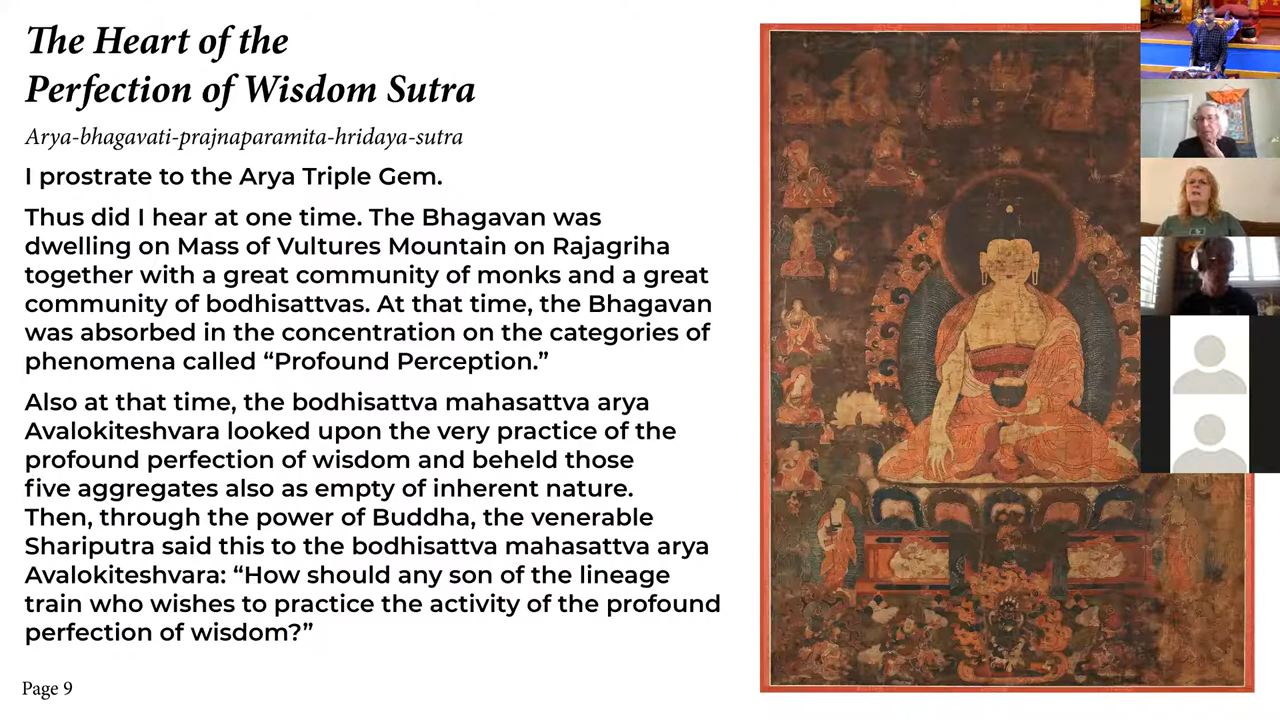 The Heart of the
Perfection of Wisdom Sutra
Arya-bhagavati-prajnaparamita-hridaya-sutra
I prostrate to the Arya Triple Gem.
Thus did I hear at one time. The Bhagavan was
dwelling on Mass of Vultures Mountain on Rajagriha
together with a great community of monks and a great
community of bodhisattvas. At that time, the Bhagavan
was absorbed in the concentration on the categories of
phenomena called “Profound Perception.”
Also at that time, the bodhisattva mahasattva arya
Avalokiteshvara looked upon the very practice of the
profound perfection of wisdom and beheld those
five aggregates also as empty of inherent nature.
Then, through the power of Buddha, the venerable
Shariputra said this to the bodhisattva mahasattva arya
Avalokiteshvara: “How should any son of the lineage
train who wishes to practice the activity of the profound
perfection of wisdom?”
Page 9